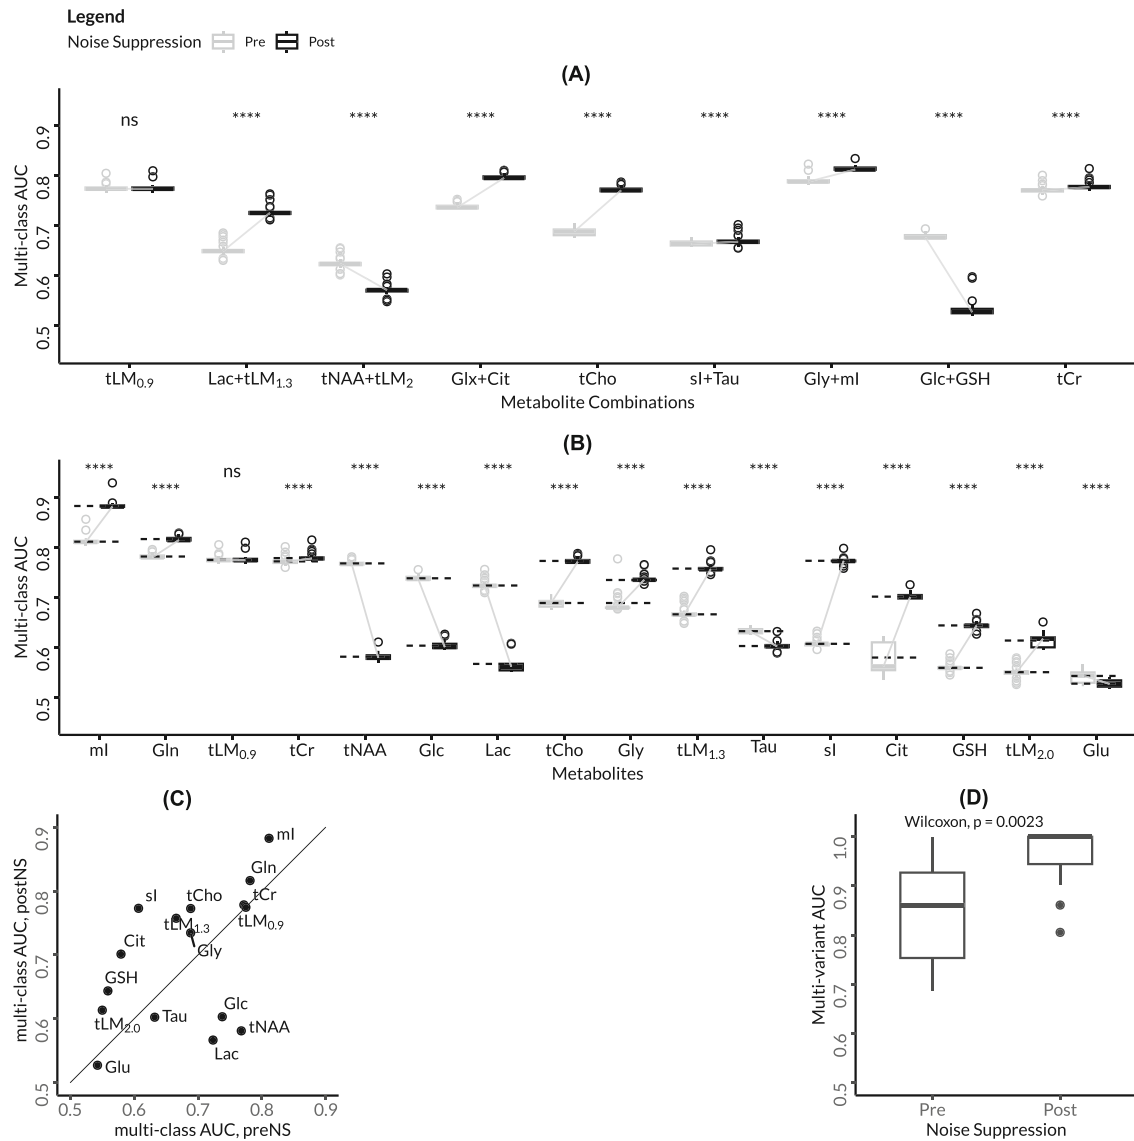 Legend
Noise Suppression Pre Post
(A)
ns **** **** **** **** **** **** **** ****
Multi-class AUC
0.9
0.8
0.7
0.6
0.5
tLM0.9 Lac+tLM1.3 tNAA+tLM2 Glx+Cit tCho sI+Tau Gly+mI Glc+GSH tCr
Metabolite Combinations
(B)
**** ns **** **** **** **** **** **** ****
**** **** **** **** **** **** ****
Multi-class AUC
0.9
0.8
0.7
0.6
0.5
mI Gln tLM0.9 tCr tNAA Glc Lac tCho Gly tLM1.3 Tau sI Cit GSH tLM2.0 Glu
Metabolites
(C)
multi-class AUC, postNS
0.9
0.8
0.7
0.6
0.5
mI
Gln
sI tCho tCr
tLM1.3 tLM0.9
Cit Gly
GSH
tLM2.0 Tau Glc
tNAA
Lac
Glu
0.5 0.6 0.7 0.8 0.9
multi-class AUC, preNS
(D)
Wilcoxon, p = 0.0023
Multi-variant AUC
1.0
0.9
0.8
0.7
0.6
0.5
Pre Post
Noise Suppression